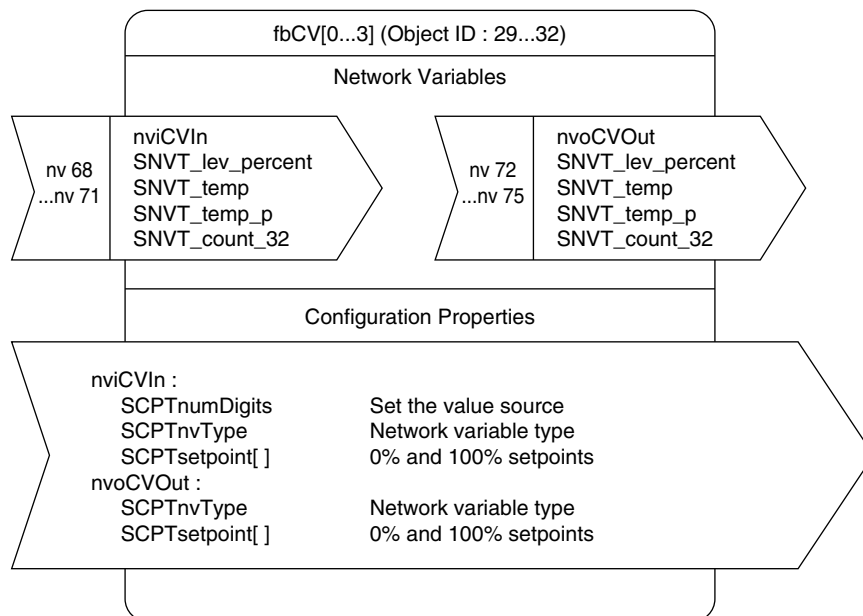 fbCV[0...3] (Object ID : 29...32)
Network Variables
nv 68
...nv 71
nviCVIn
SNVT_lev_percent
SNVT_temp
SNVT_temp_p
SNVT_count_32
nv 72
...nv 75
nvoCVOut
SNVT_lev_percent
SNVT_temp
SNVT_temp_p
SNVT_count_32
Configuration Properties
nviCVIn :
SCPTnumDigits Set the value source
SCPTnvType Network variable type
SCPTsetpoint[ ] 0% and 100% setpoints
nvoCVOut :
SCPTnvType Network variable type
SCPTsetpoint[ ] 0% and 100% setpoints